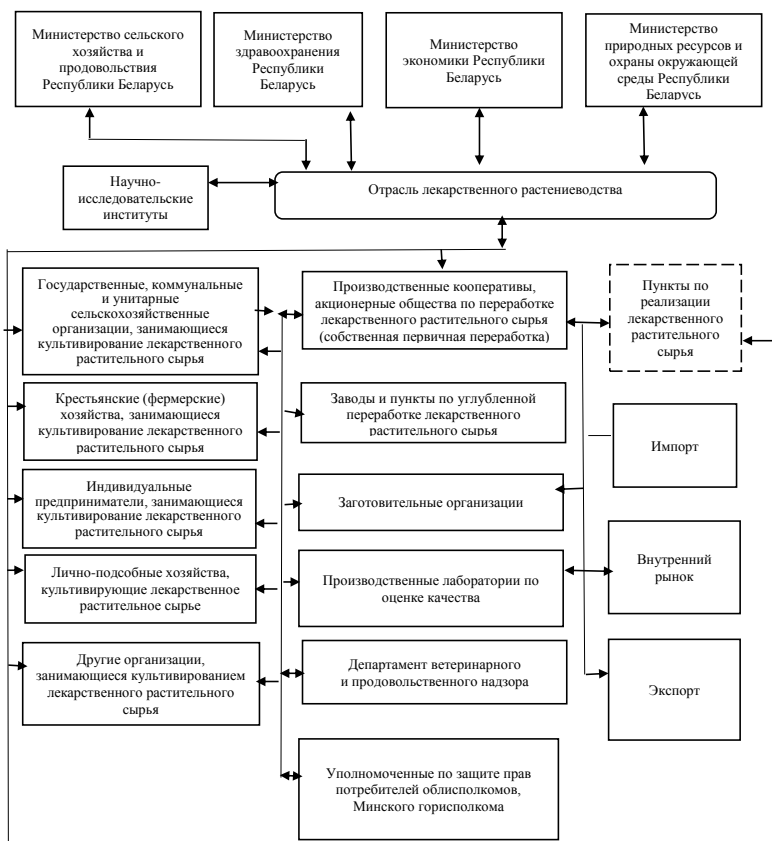 Министерство сельского
хозяйства и
продовольствия
Республики Беларусь
Министерство
здравоохранения
Республики
Беларусь
Министерство
экономики Республики
Беларусь
Министерство
природных ресурсов и
охраны окружающей
среды Республики
Беларусь
Научно-
исследовательские
институты
Отрасль лекарственного растениеводства
Государственные, коммунальные
и унитарные
сельскохозяйственные
организации, занимающиеся
культивирование лекарственного
растительного сырья
Производственные кооперативы,
акционерные общества по переработке
лекарственного растительного сырья
(собственная первичная переработка)
Пункты по
реализации
лекарственного
растительного
сырья
Крестьянские (фермерские)
хозяйства, занимающиеся
культивирование лекарственного
растительного сырья
Заводы и пункты по углубленной
переработке лекарственного
растительного сырья
Импорт
Индивидуальные
предприниматели, занимающиеся
культивирование лекарственного
растительного сырья
Заготовительные организации
Лично-подсобные хозяйства,
культивирующие лекарственное
растительное сырье
Производственные лаборатории по
оценке качества
Внутренний
рынок
Другие организации,
занимающиеся культивированием
лекарственного растительного
сырья
Департамент ветеринарного
и продовольственного надзора
Экспорт
Уполномоченные по защите прав
потребителей облисполкомов,
Минского горисполкома